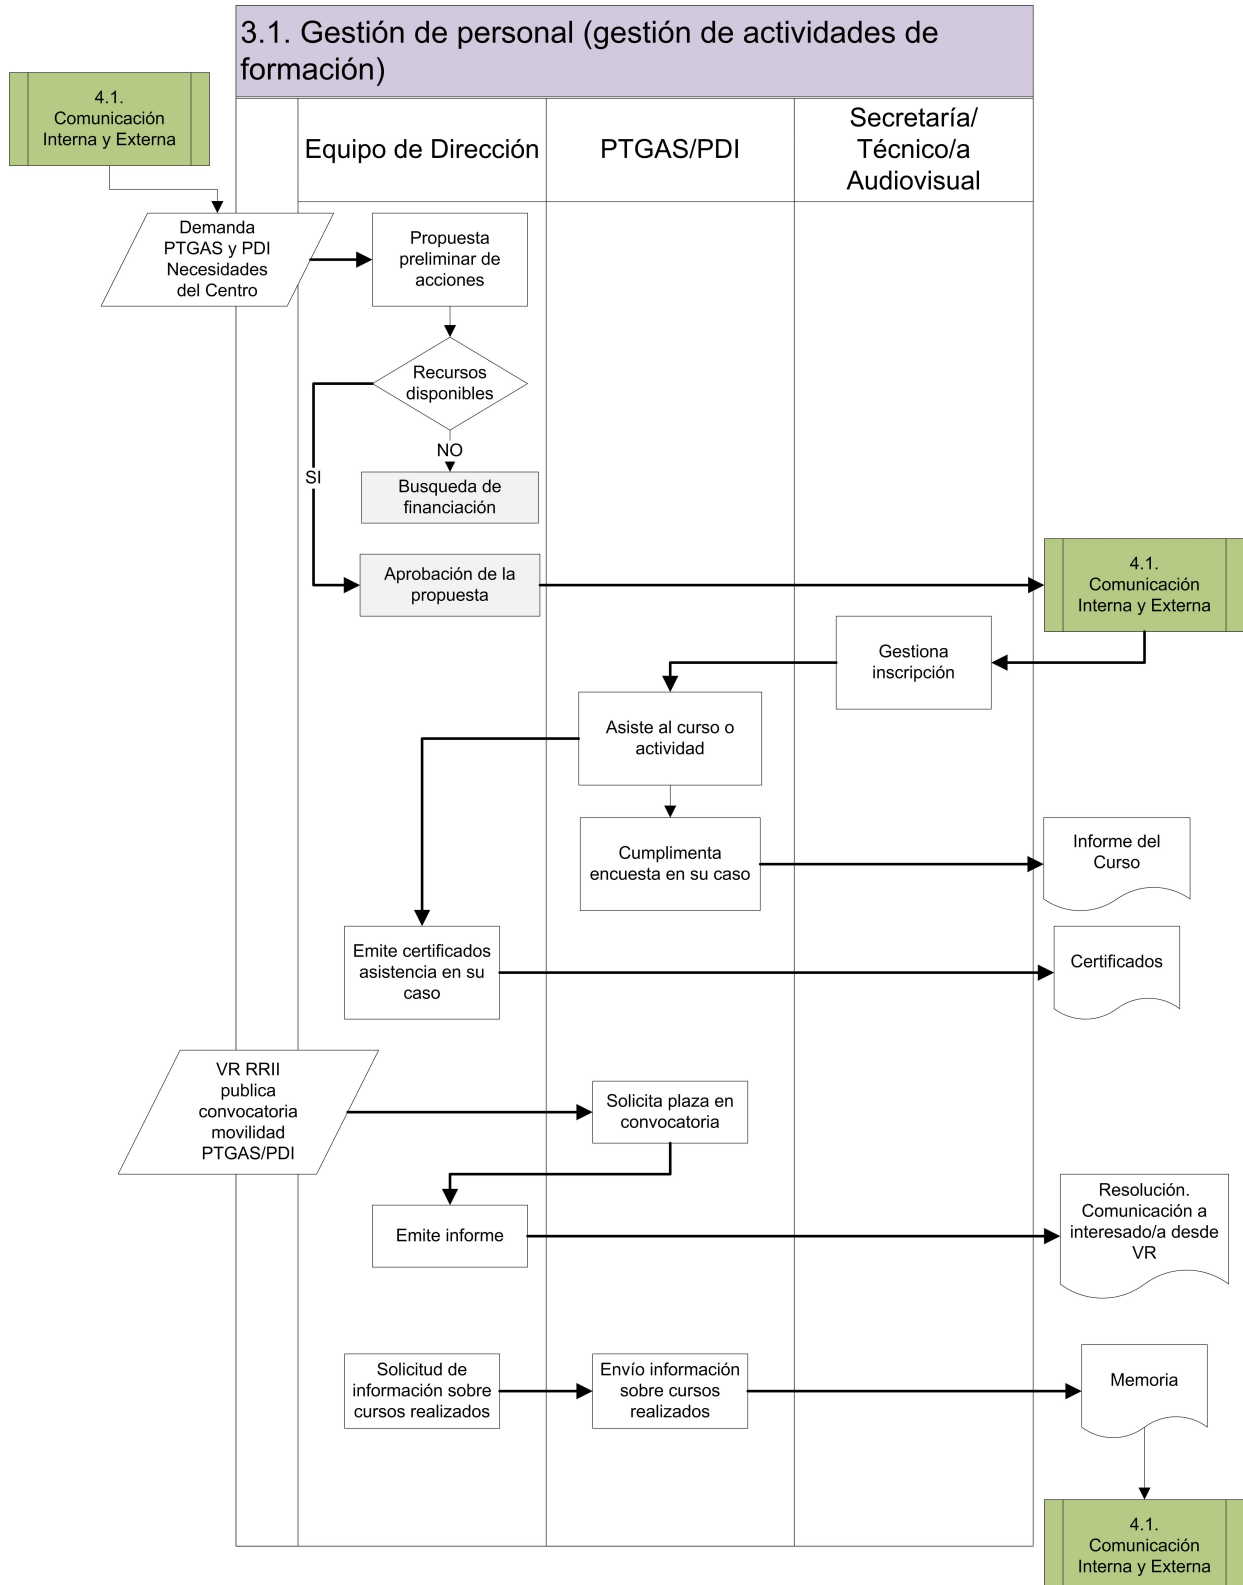 3.1. Gestión de personal (gestión de actividades de
formación)
4.1.
Comunicación
Interna y Externa
Equipo de Dirección
PTGAS/PDI
Secretaría/
Técnico/a
Audiovisual
Demanda
PTGAS y PDI
Necesidades
del Centro
Propuesta
preliminar de
acciones
Recursos
disponibles
NO
SI
Busqueda de
financiación
Aprobación de la
propuesta
4.1.
Comunicación
Interna y Externa
Gestiona
inscripción
Asiste al curso o
actividad
Cumplimenta
encuesta en su caso
Informe del
Curso
Emite certificados
asistencia en su
caso
Certificados
VR RRII
publica
convocatoria
movilidad
PTGAS/PDI
Solicita plaza en
convocatoria
Emite informe
Resolución.
Comunicación a
interesado/a desde
VR
Solicitud de
información sobre
cursos realizados
Envío información
sobre cursos
realizados
Memoria
4.1.
Comunicación
Interna y Externa